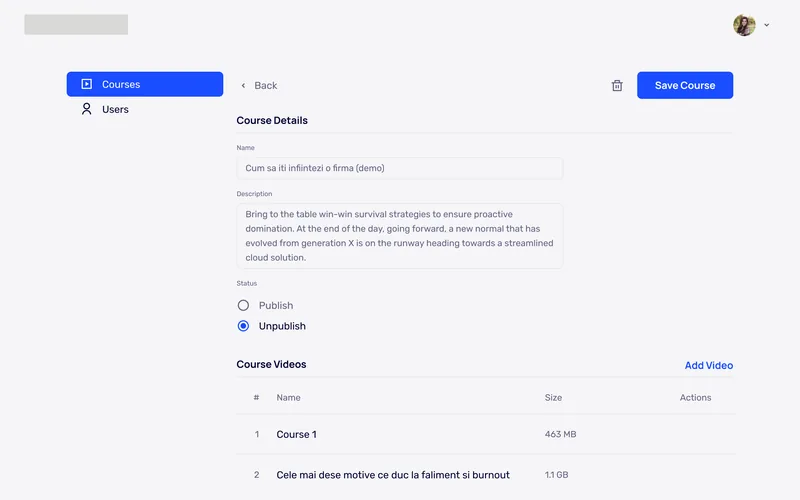 Courses
Users
Back
Save Course
Course Details
Name
Cum sa iti infiintezi o firma (demo)
Description
Bring to the table win-win survival strategies to ensure proactive
domination. At the end of the day, going forward, a new normal that has
evolved from generation X is on the runway heading towards a streamlined
cloud solution.
Status
Publish
Unpublish
Course Videos
Add Video
# Name Size Actions
1 Course 1 463 MB
2 Cele mai dese motive ce duc la faliment si burnout 1.1 GB